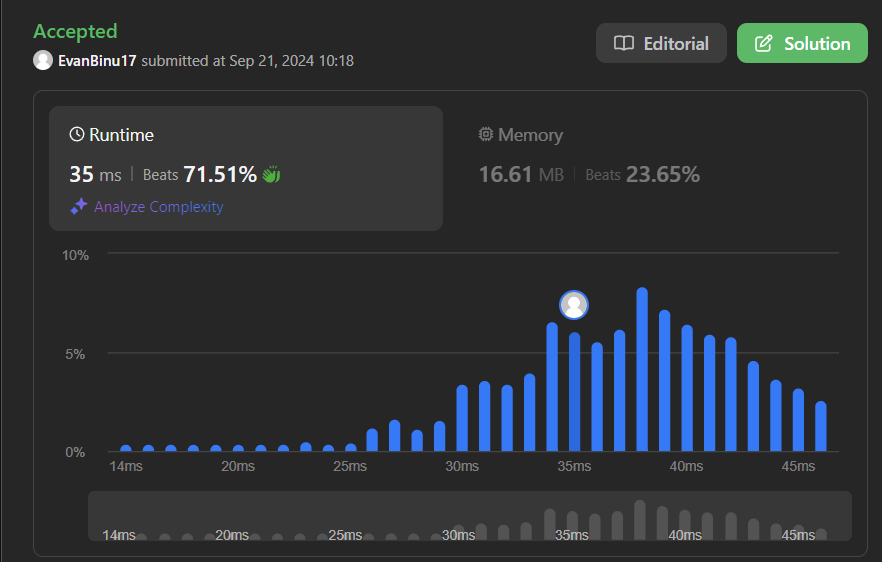 Accepted
Editorial
Solution
EvanBinu17 submitted at Sep 21, 2024 10:18
Runtime
Memory
35 ms | Beats 71.51%
16.61 MB | Beats 23.65%
Analyze Complexity
10%
5%
0%
14ms 20ms 25ms 30ms 35ms 40ms 45ms
14ms 20ms 25ms 30ms 35ms 40ms 45ms